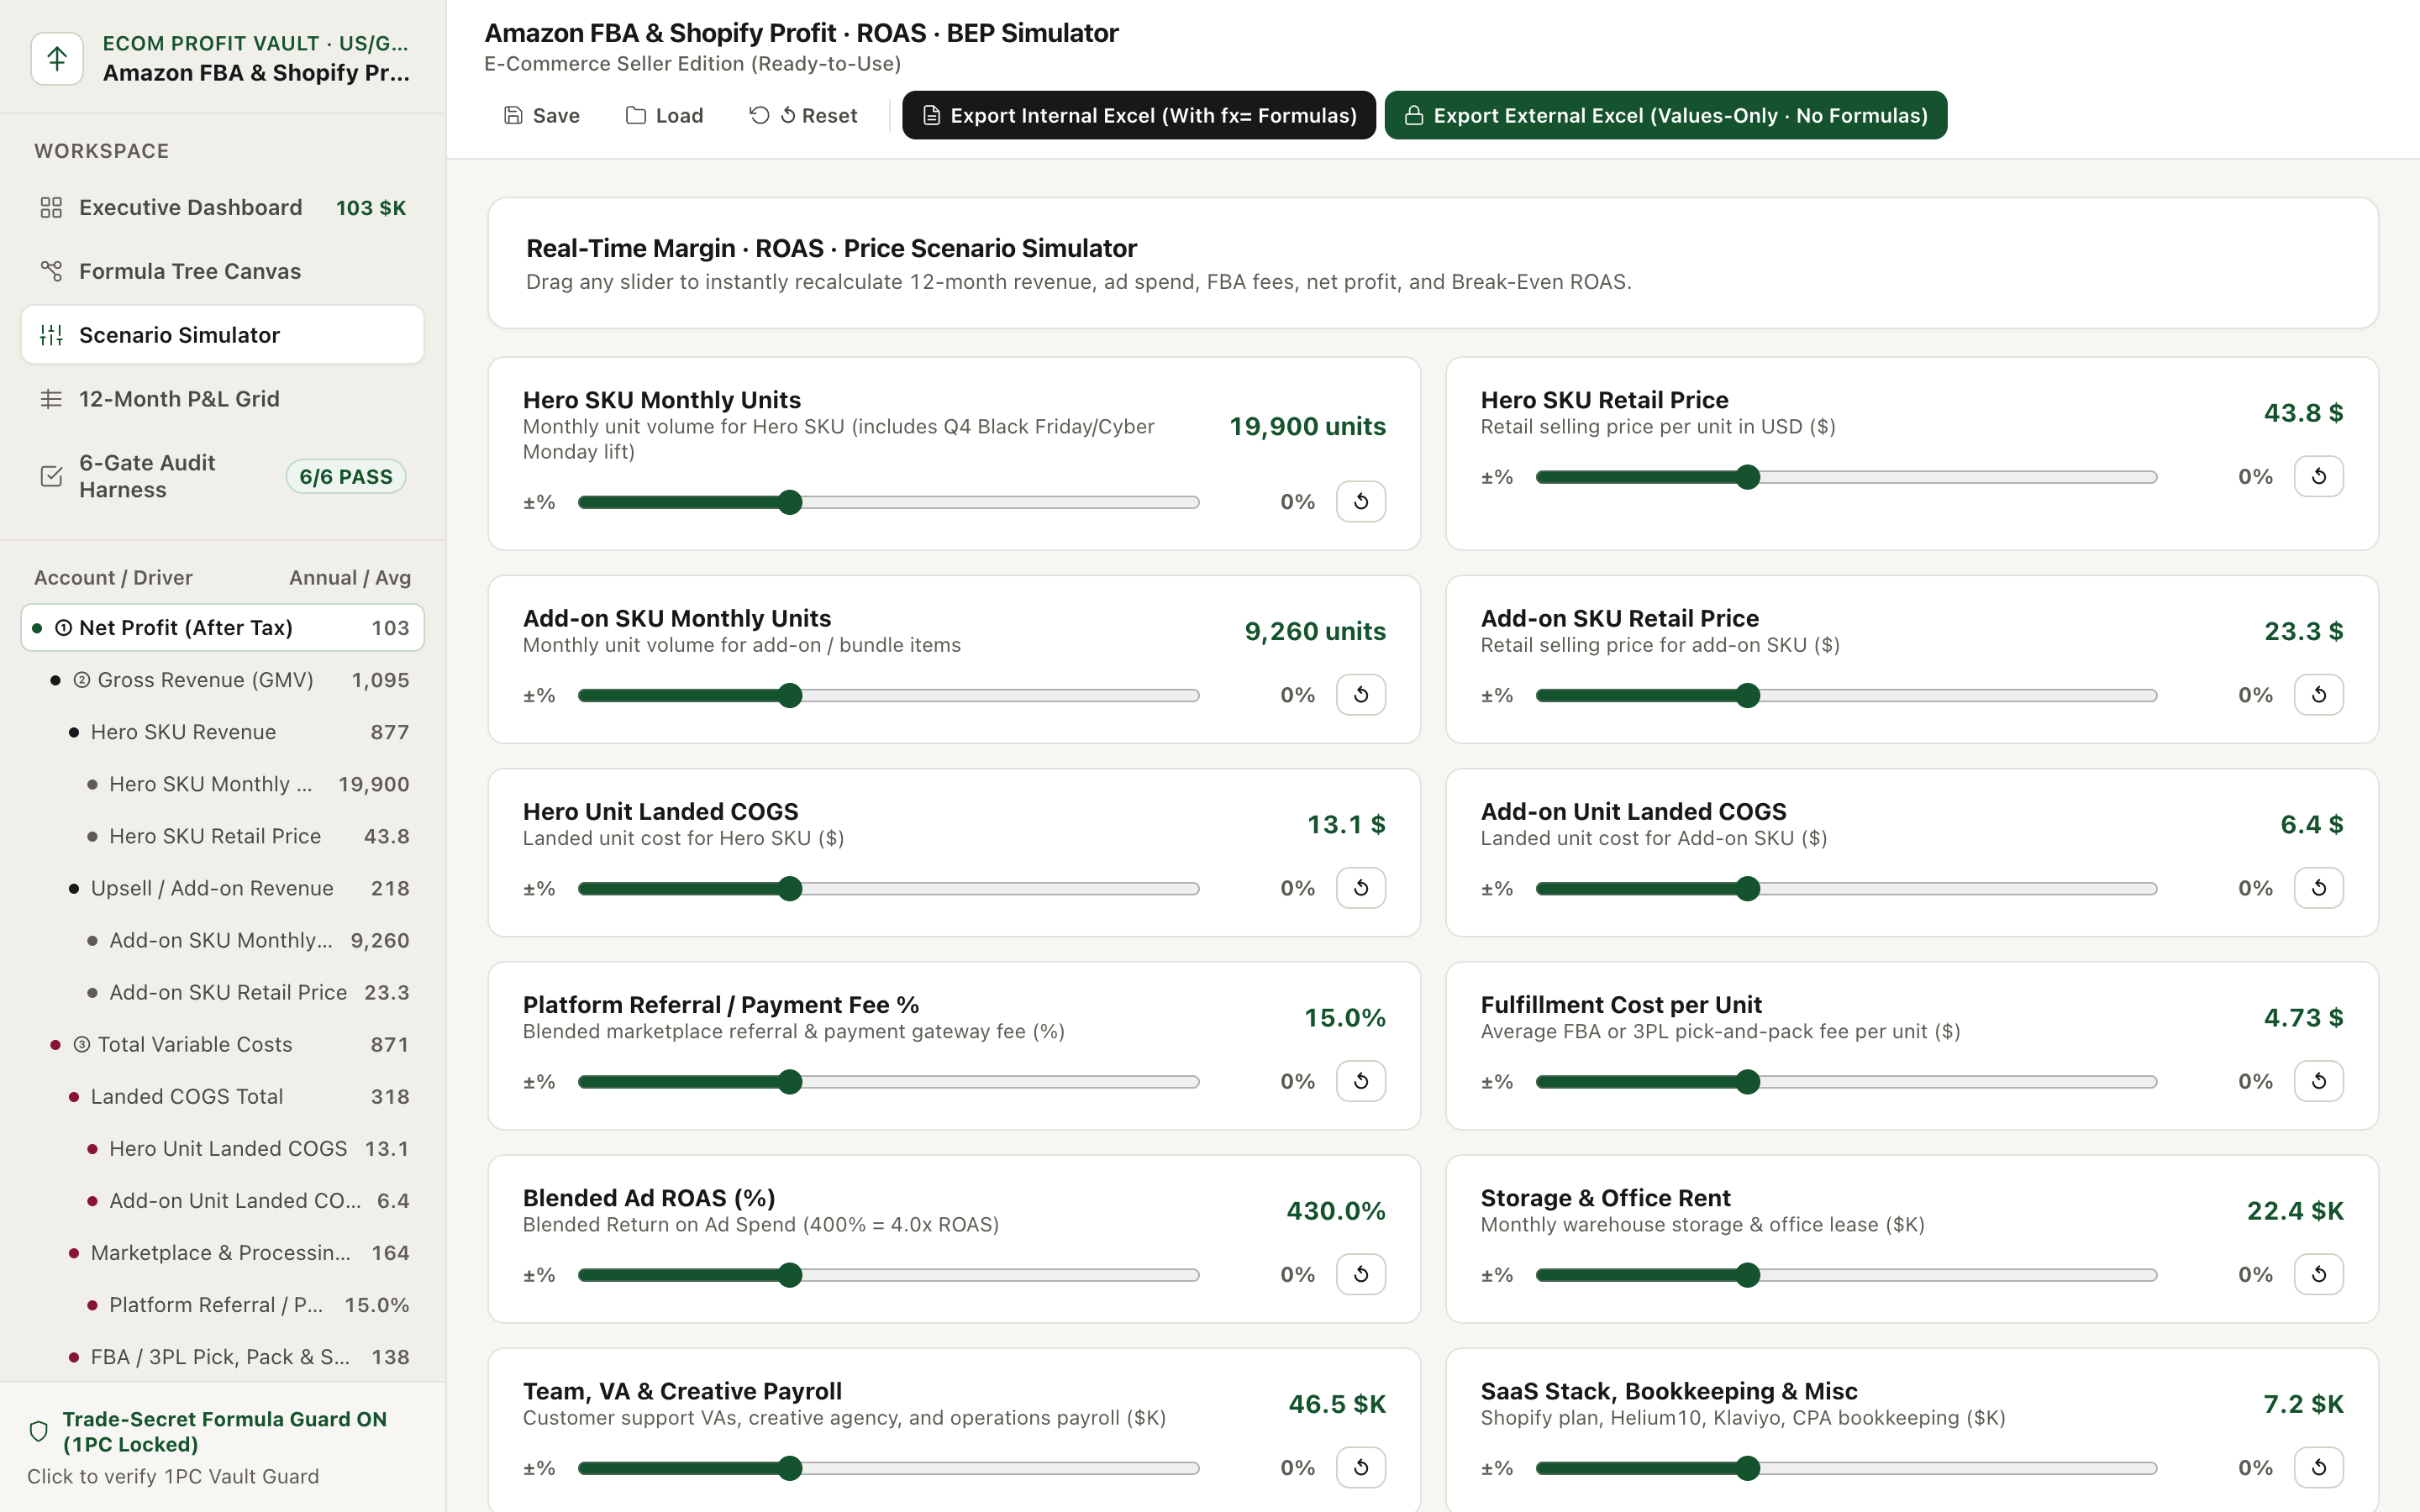 ECOM PROFIT VAULT · US/G...
Amazon FBA & Shopify Pr...
WORKSPACE
Executive Dashboard 103 $K
Formula Tree Canvas
Scenario Simulator
12-Month P&L Grid
6-Gate Audit
Harness
6/6 PASS
Account / Driver Annual / Avg
① Net Profit (After Tax) 103
② Gross Revenue (GMV) 1,095
Hero SKU Revenue 877
Hero SKU Monthly ... 19,900
Hero SKU Retail Price 43.8
Upsell / Add-on Revenue 218
Add-on SKU Monthly... 9,260
Add-on SKU Retail Price 23.3
③ Total Variable Costs 871
Landed COGS Total 318
Hero Unit Landed COGS 13.1
Add-on Unit Landed CO... 6.4
Marketplace & Processin... 164
Platform Referral / P... 15.0%
FBA / 3PL Pick, Pack & S... 138
Trade-Secret Formula Guard ON
(1PC Locked)
Click to verify 1PC Vault Guard
Amazon FBA & Shopify Profit · ROAS · BEP Simulator
E-Commerce Seller Edition (Ready-to-Use)
Save Load ↺ Reset Export Internal Excel (With fx= Formulas) Export External Excel (Values-Only · No Formulas)
Real-Time Margin · ROAS · Price Scenario Simulator
Drag any slider to instantly recalculate 12-month revenue, ad spend, FBA fees, net profit, and Break-Even ROAS.
Hero SKU Monthly Units
Monthly unit volume for Hero SKU (includes Q4 Black Friday/Cyber
Monday lift)
19,900 units
±% 0% ↺
Hero SKU Retail Price
Retail selling price per unit in USD ($)
43.8 $
±% 0% ↺
Add-on SKU Monthly Units
Monthly unit volume for add-on / bundle items
9,260 units
±% 0% ↺
Add-on SKU Retail Price
Retail selling price for add-on SKU ($)
23.3 $
±% 0% ↺
Hero Unit Landed COGS
Landed unit cost for Hero SKU ($)
13.1 $
±% 0% ↺
Add-on Unit Landed COGS
Landed unit cost for Add-on SKU ($)
6.4 $
±% 0% ↺
Platform Referral / Payment Fee %
Blended marketplace referral & payment gateway fee (%)
15.0%
±% 0% ↺
Fulfillment Cost per Unit
Average FBA or 3PL pick-and-pack fee per unit ($)
4.73 $
±% 0% ↺
Blended Ad ROAS (%)
Blended Return on Ad Spend (400% = 4.0x ROAS)
430.0%
±% 0% ↺
Storage & Office Rent
Monthly warehouse storage & office lease ($K)
22.4 $K
±% 0% ↺
Team, VA & Creative Payroll
Customer support VAs, creative agency, and operations payroll ($K)
46.5 $K
±% 0% ↺
SaaS Stack, Bookkeeping & Misc
Shopify plan, Helium10, Klaviyo, CPA bookkeeping ($K)
7.2 $K
±% 0% ↺